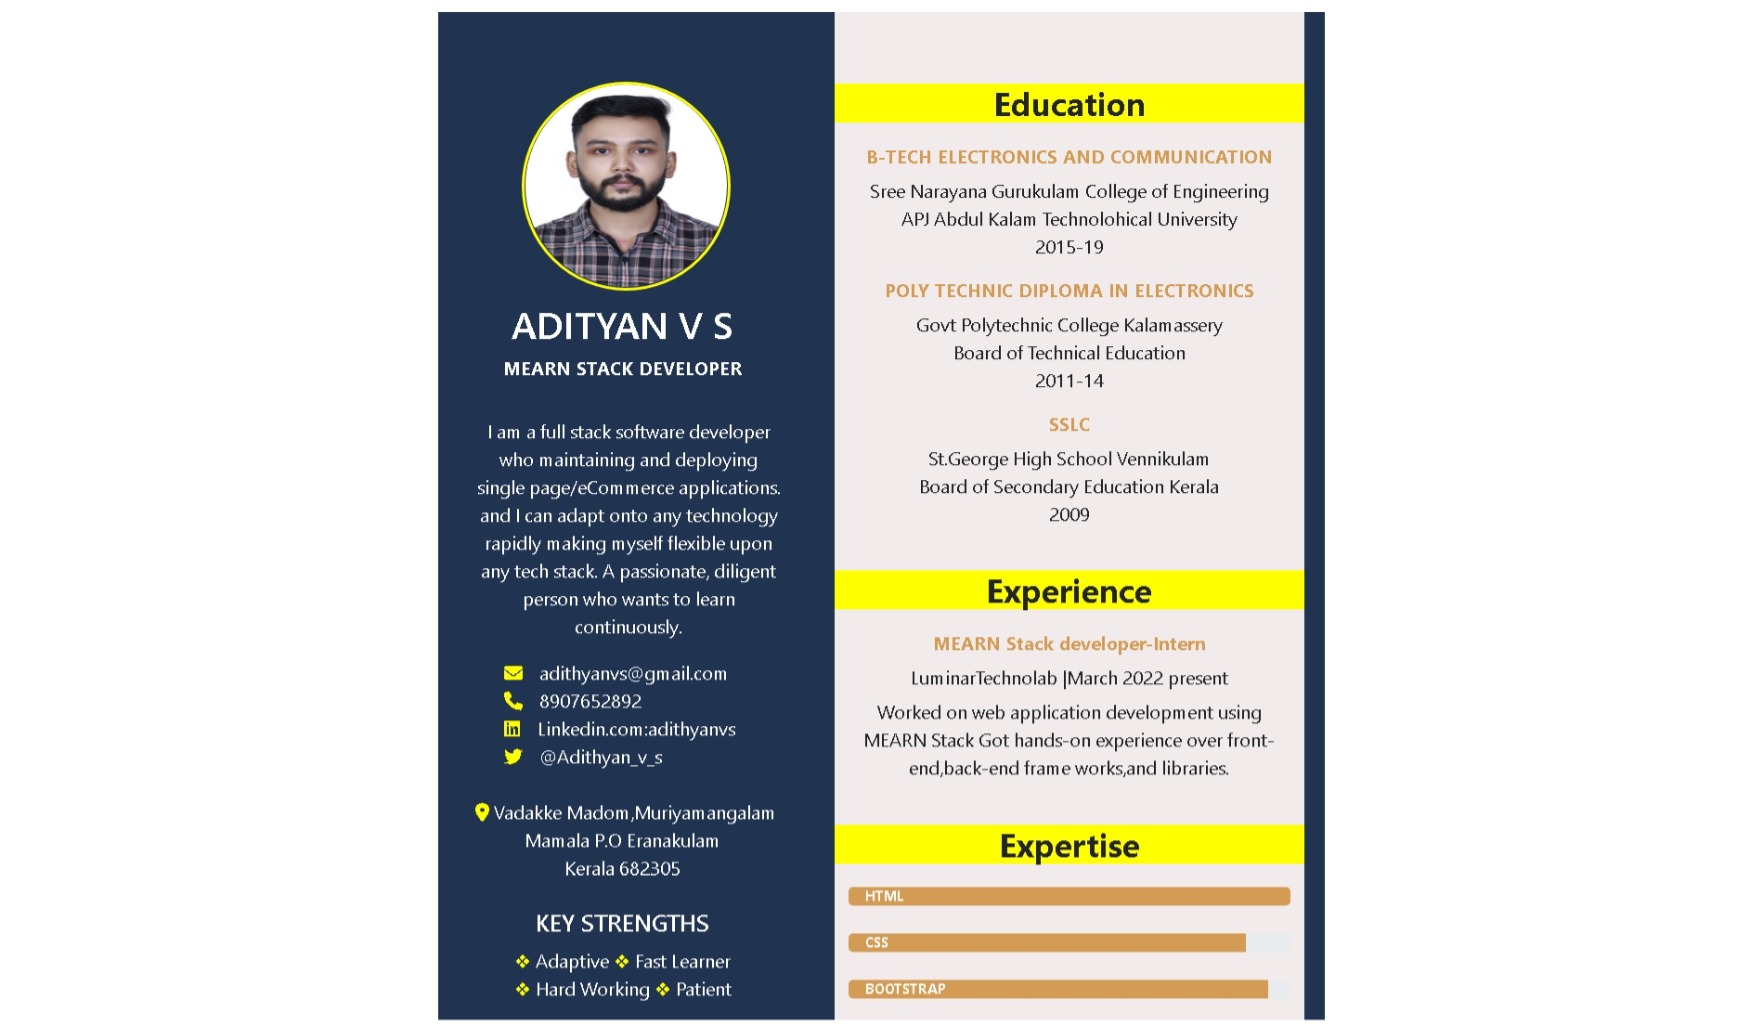 ADITYAN V S
MEARN STACK DEVELOPER
I am a full stack software developer
who maintaining and deploying
single page/eCommerce applications.
and I can adapt onto any technology
rapidly making myself flexible upon
any tech stack. A passionate, diligent
person who wants to learn
continuously.
adithyanvs@gmail.com
8907652892
Linkedin.com:adithyanvs
@Adithyan_v_s
Vadakke Madom,Muriyamangalam
Mamala P.O Eranakulam
Kerala 682305
KEY STRENGTHS
❖ Adaptive ❖ Fast Learner
❖ Hard Working ❖ Patient
Education
B-TECH ELECTRONICS AND COMMUNICATION
Sree Narayana Gurukulam College of Engineering
APJ Abdul Kalam Technolohical University
2015-19
POLY TECHNIC DIPLOMA IN ELECTRONICS
Govt Polytechnic College Kalamassery
Board of Technical Education
2011-14
SSLC
St.George High School Vennikulam
Board of Secondary Education Kerala
2009
Experience
MEARN Stack developer-Intern
LuminarTechnolab |March 2022 present
Worked on web application development using
MEARN Stack Got hands-on experience over front-
end,back-end frame works,and libraries.
Expertise
HTML
CSS
BOOTSTRAP